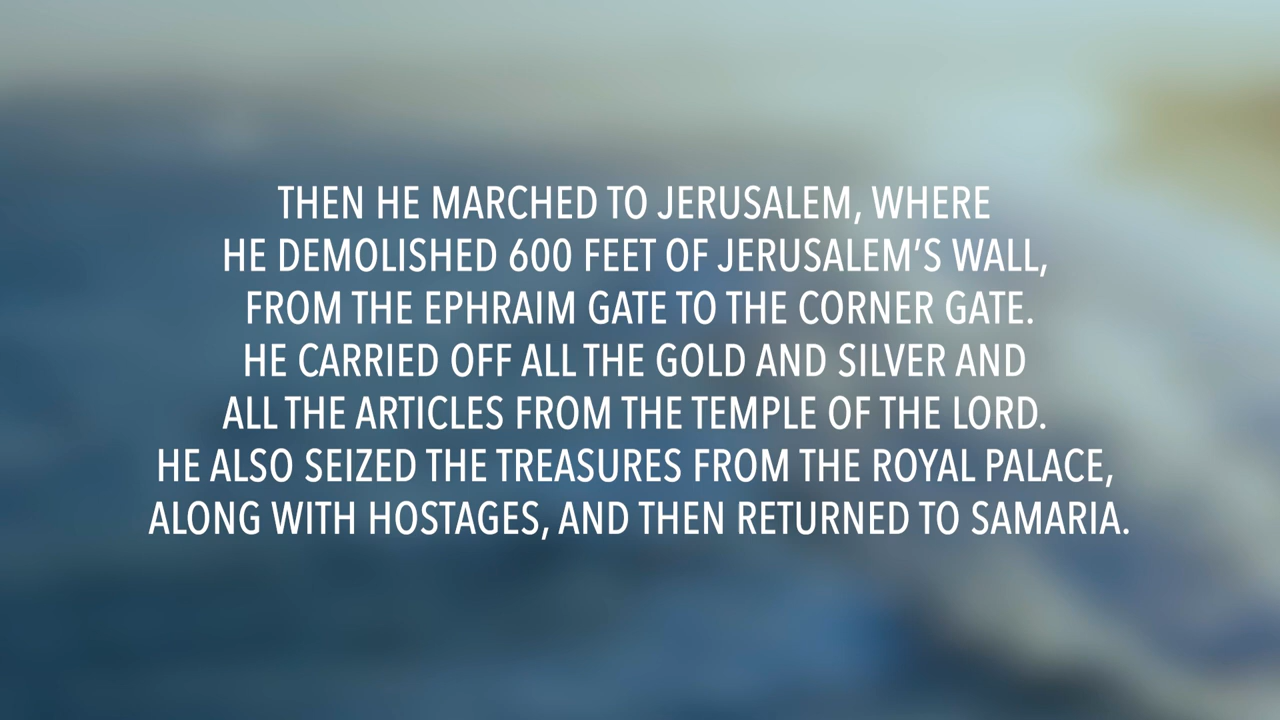 THEN HE MARCHED TO JERUSALEM, WHERE
HE DEMOLISHED 600 FEET OF JERUSALEM’S WALL,
FROM THE EPHRAIM GATE TO THE CORNER GATE.
HE CARRIED OFF ALL THE GOLD AND SILVER AND
ALL THE ARTICLES FROM THE TEMPLE OF THE LORD.
HE ALSO SEIZED THE TREASURES FROM THE ROYAL PALACE,
ALONG WITH HOSTAGES, AND THEN RETURNED TO SAMARIA.